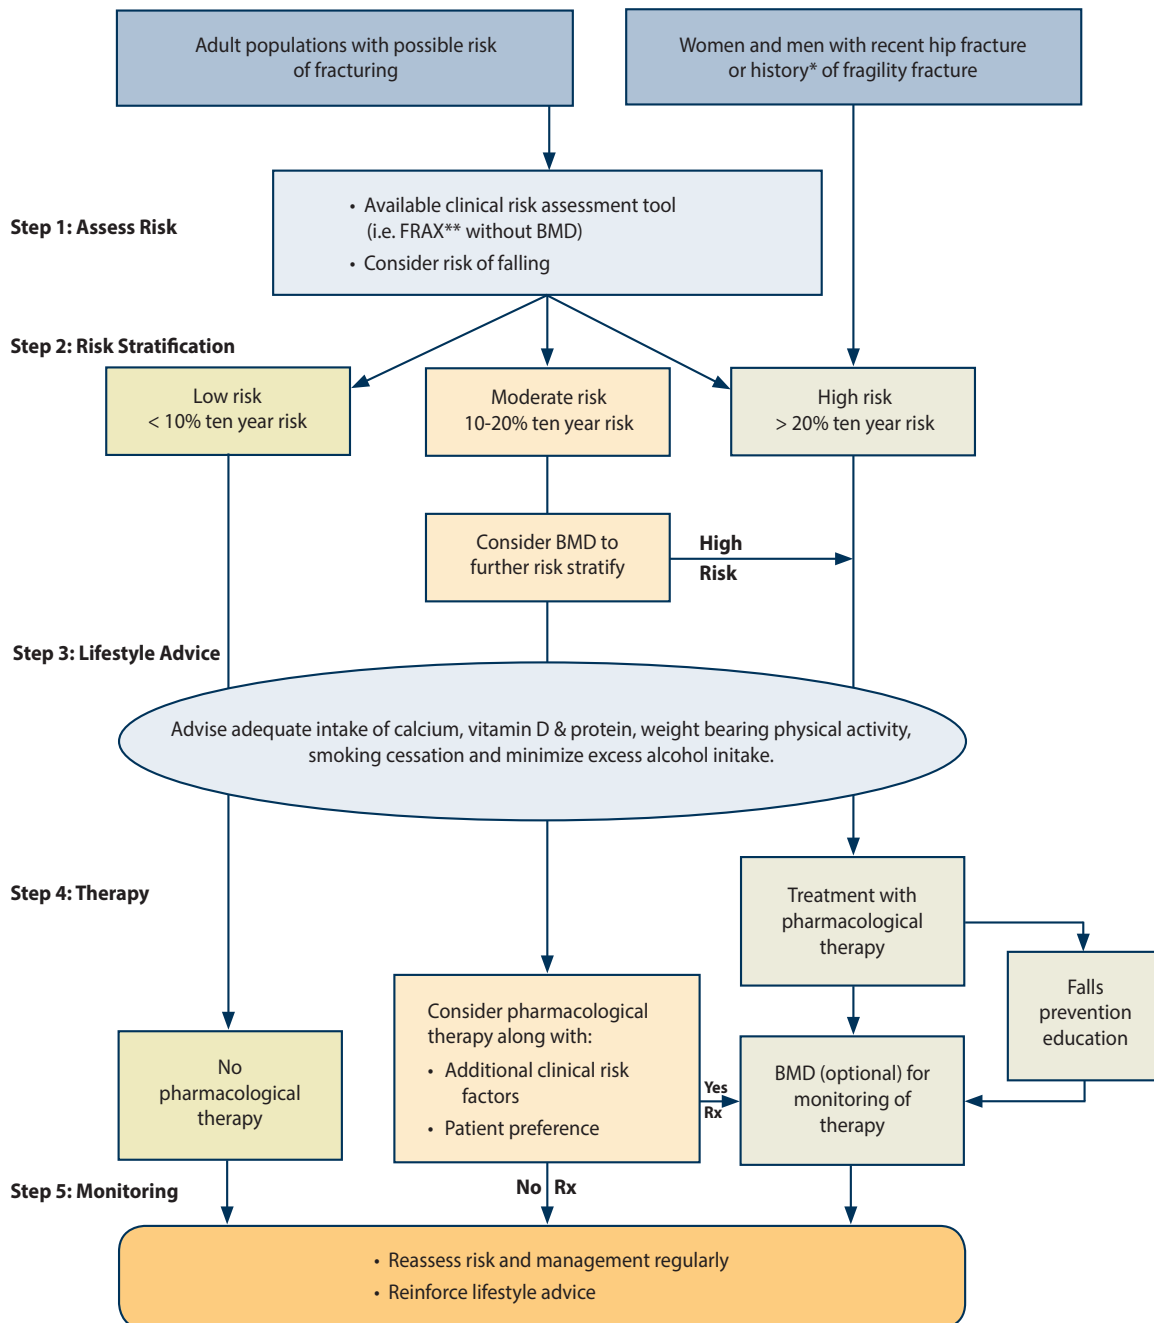 Adult populations with possible risk
of fracturing
Women and men with recent hip fracture
or history* of fragility fracture
Step 1: Assess Risk
• Available clinical risk assessment tool
(i.e. FRAX** without BMD)
• Consider risk of falling
Step 2: Risk Stratification
Low risk
< 10% ten year risk
Moderate risk
10-20% ten year risk
High risk
> 20% ten year risk
Consider BMD to
further risk stratify
High
Risk
Step 3: Lifestyle Advice
Advise adequate intake of calcium, vitamin D & protein, weight bearing physical activity,
smoking cessation and minimize excess alcohol initake.
Step 4: Therapy
Treatment with
pharmacological
therapy
Falls
prevention
education
Consider pharmacological
therapy along with:
• Additional clinical risk
factors
• Patient preference
Yes
Rx
No
pharmacological
therapy
BMD (optional) for
monitoring of
therapy
Step 5: Monitoring
No Rx
• Reassess risk and management regularly
• Reinforce lifestyle advice